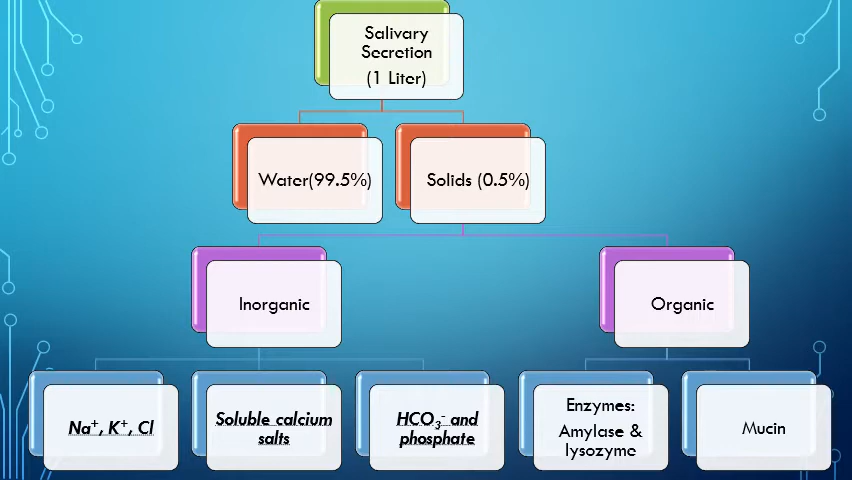 Salivary
Secretion
(1 Liter)
Water(99.5%)
Solids (0.5%)
Inorganic
Organic
Na⁺, K⁺, Cl
Soluble calcium
salts
HCO₃⁻ and
phosphate
Enzymes:
Amylase &
lysozyme
Mucin